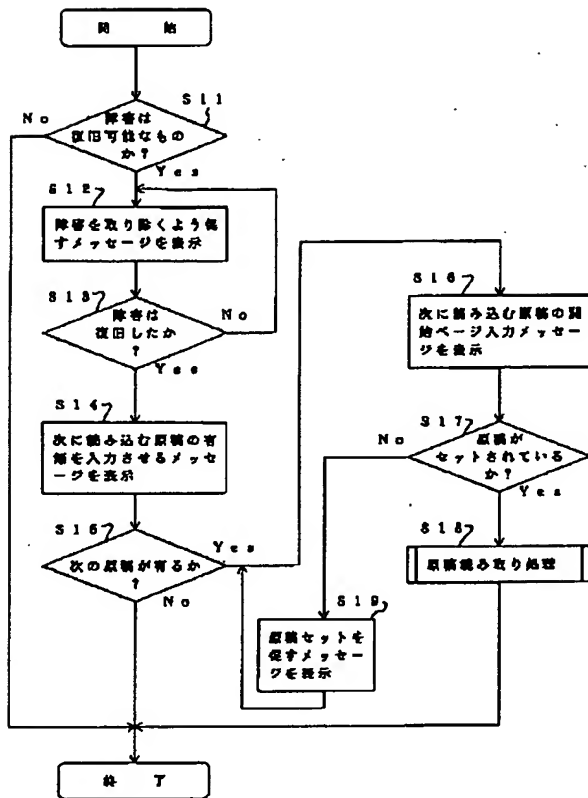 開 始
S11
No
障害は
復旧可能なもの
か?
Yes
S12
障害を取り除くよう促
すメッセージを表示
S13
障害は
復旧したか?
No
Yes
S14
次に読み込む原稿の有
無を入力させるメッセ
ージを表示
S15
次の原稿が有るか
?
Yes
No
S16
次に読み込む原稿の開
始ページ入力メッセー
ジを表示
S17
原稿が
セットされている
か?
No
Yes
S18
原稿読み取り処理
S19
原稿セットを
促すメッセー
ジを表示
終 了